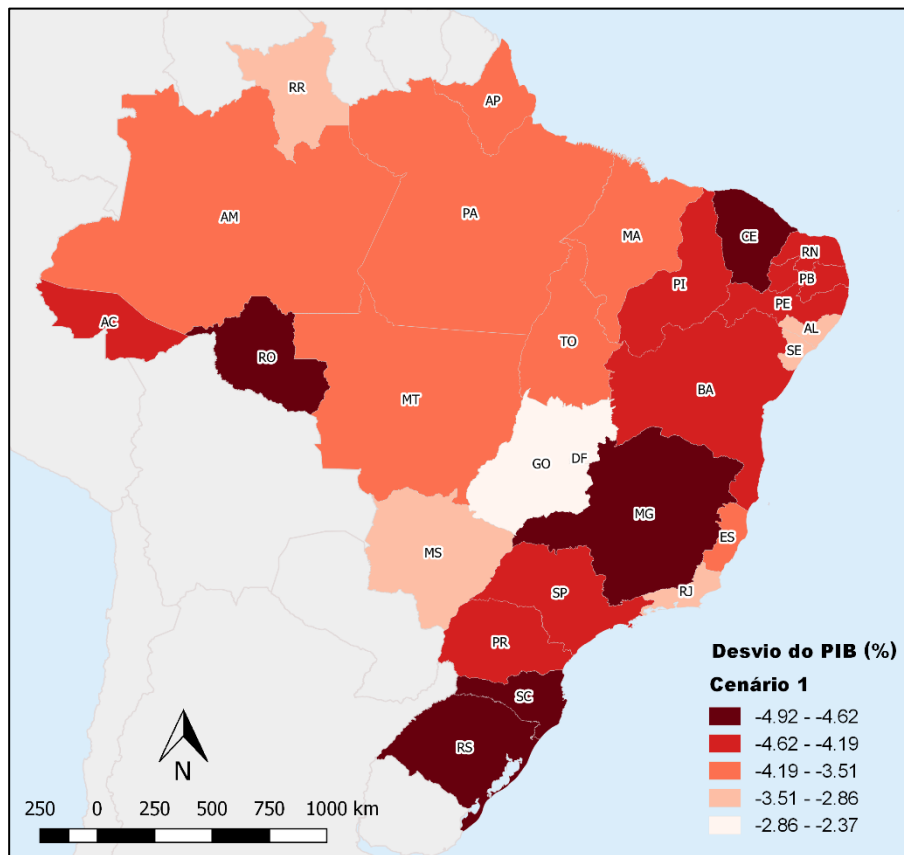 RR
AP
AM
PA
MA
CE
RN
PB
PI
PE
AL
SE
AC
RO
TO
BA
MT
GO
DF
MG
ES
MS
RJ
SP
PR
SC
RS
N
250 0 250 500 750 1000 km
Desvio do PIB (%)
Cenário 1
-4.92 - -4.62
-4.62 - -4.19
-4.19 - -3.51
-3.51 - -2.86
-2.86 - -2.37